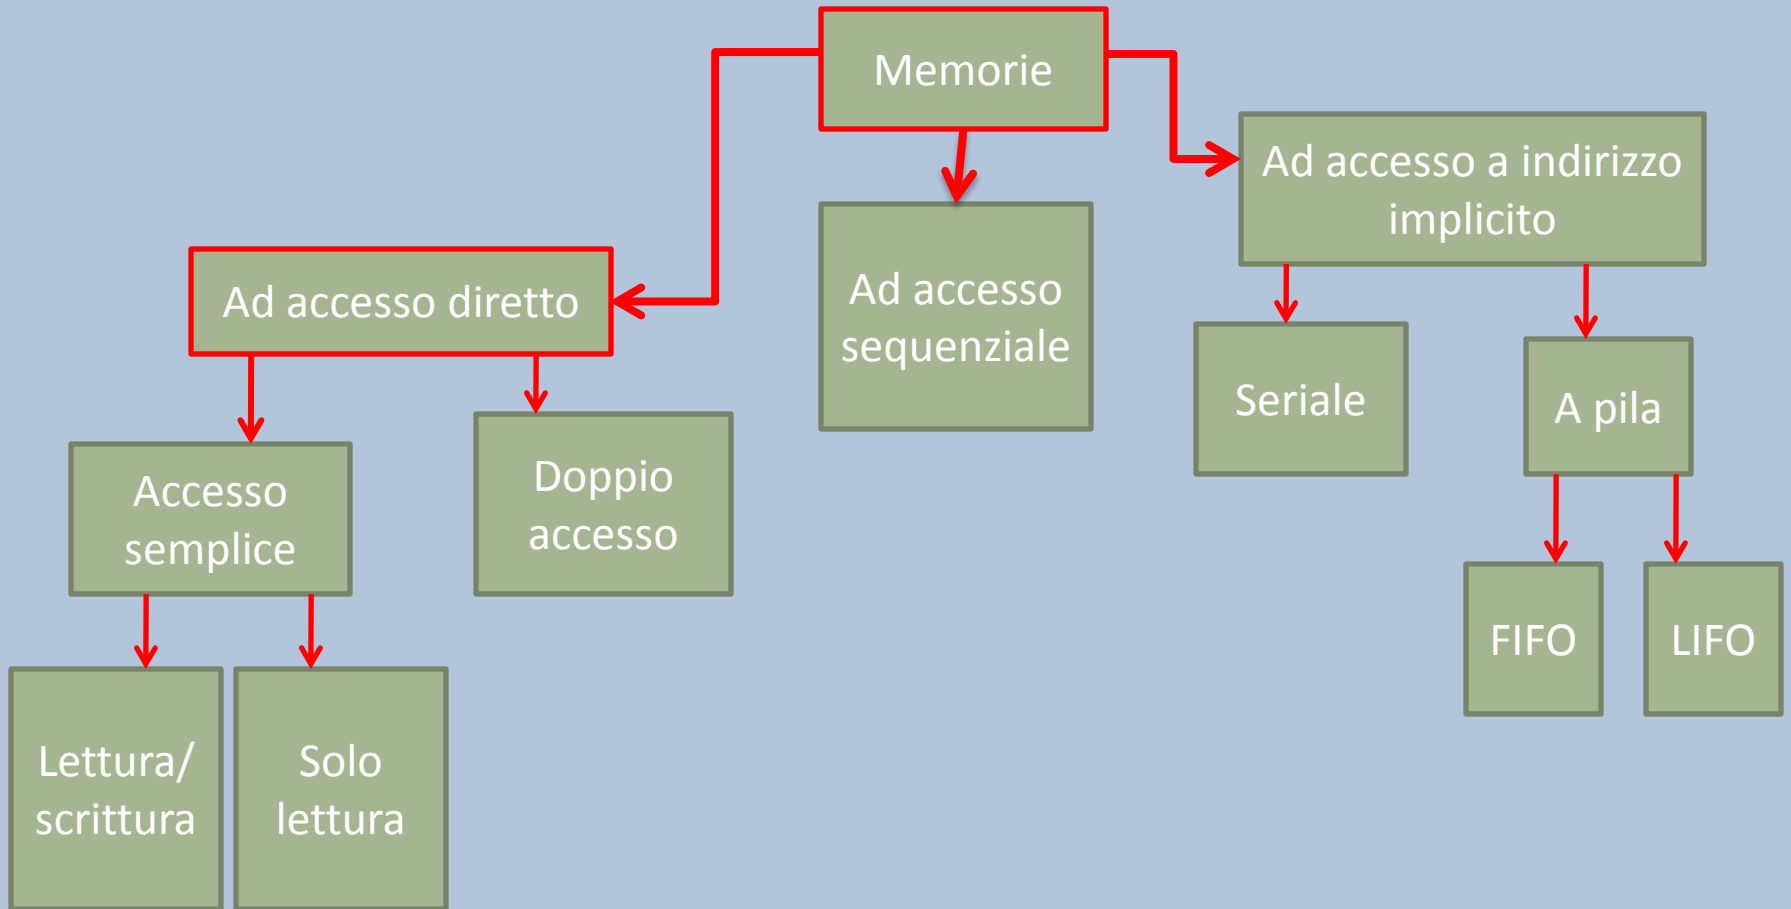 Memorie
Ad accesso diretto
Ad accesso
sequenziale
Ad accesso a indirizzo
implicito
Accesso
semplice
Doppio
accesso
Seriale
A pila
Lettura/
scrittura
Solo
lettura
FIFO
LIFO